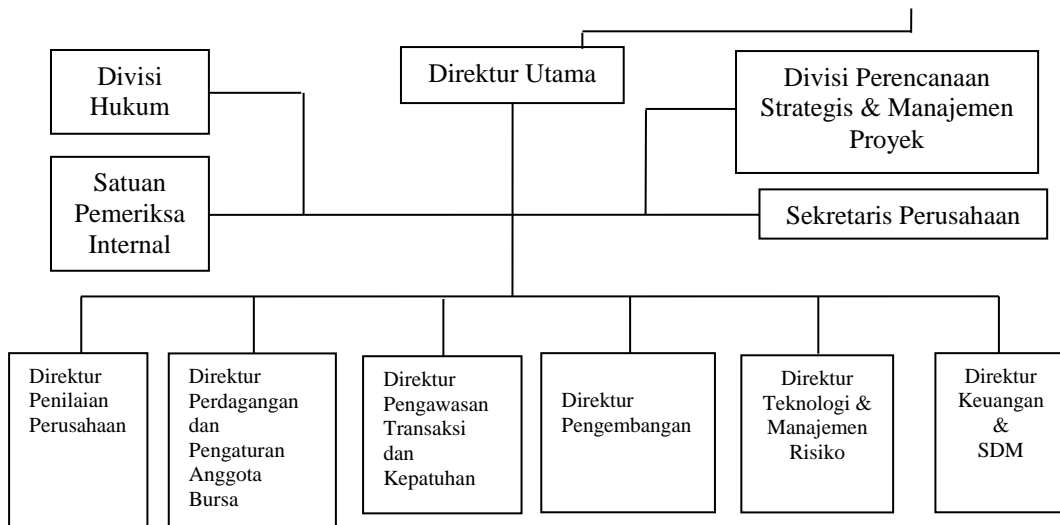 Divisi
Hukum
Direktur Utama
Divisi Perencanaan
Strategis & Manajemen
Proyek
Satuan
Pemeriksa
Internal
Sekretaris Perusahaan
Direktur
Penilaian
Perusahaan
Direktur
Perdagangan
dan
Pengaturan
Anggota
Bursa
Direktur
Pengawasan
Transaksi
dan
Kepatuhan
Direktur
Pengembangan
Direktur
Teknologi &
Manajemen
Risiko
Direktur
Keuangan
&
SDM